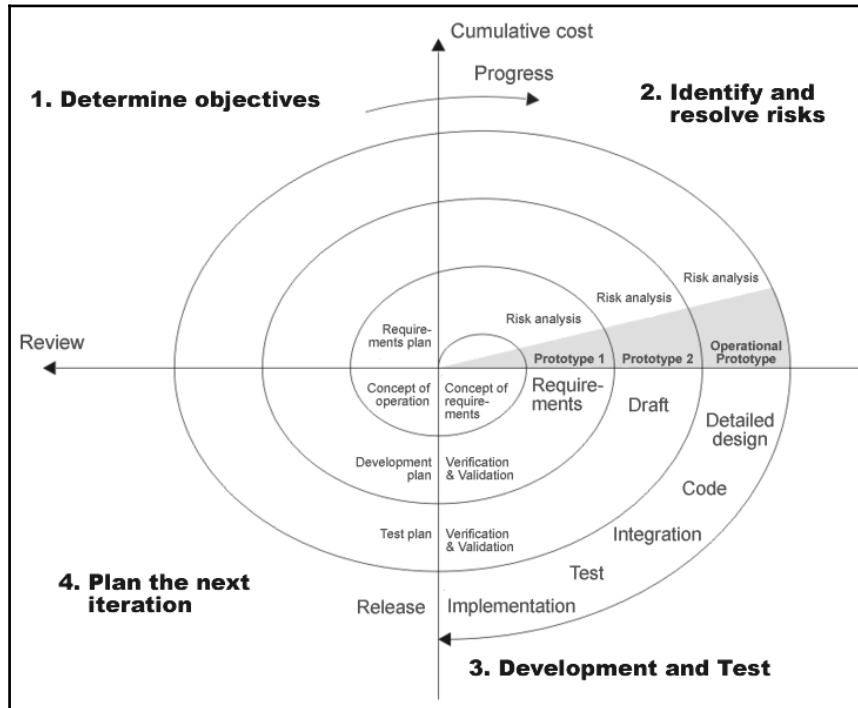 Cumulative cost
Progress
1. Determine objectives
2. Identify and
resolve risks
Risk analysis
Risk analysis
Risk analysis
Require-
ments plan
Review
Prototype 1
Prototype 2
Operational
Prototype
Concept of
operation
Concept of
require-
ments
Require-
ments
Draft
Detailed
design
Development
plan
Verification
& Validation
Code
Test plan
Verification
& Validation
Integration
Test
4. Plan the next
iteration
Release
Implementation
3. Development and Test